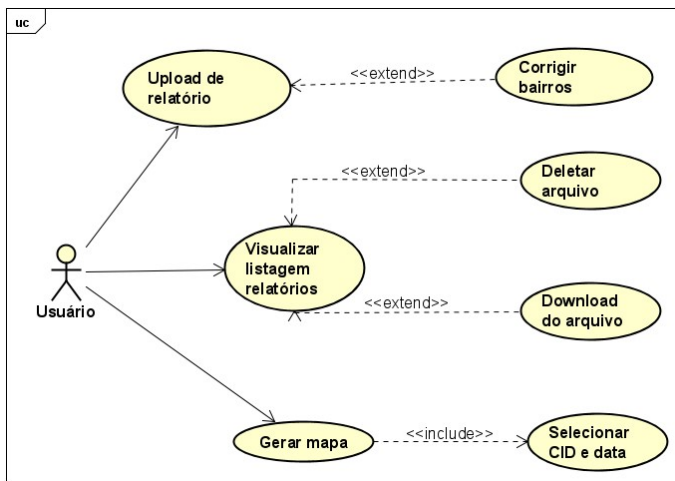 uc
Upload de
relatório
<<extend>>
Corrigir
bairros
<<extend>>
Deletar
arquivo
Usuário
Visualizar
listagem
relatórios
<<extend>>
Download
do arquivo
Gerar mapa
<<include>>
Selecionar
CID e data